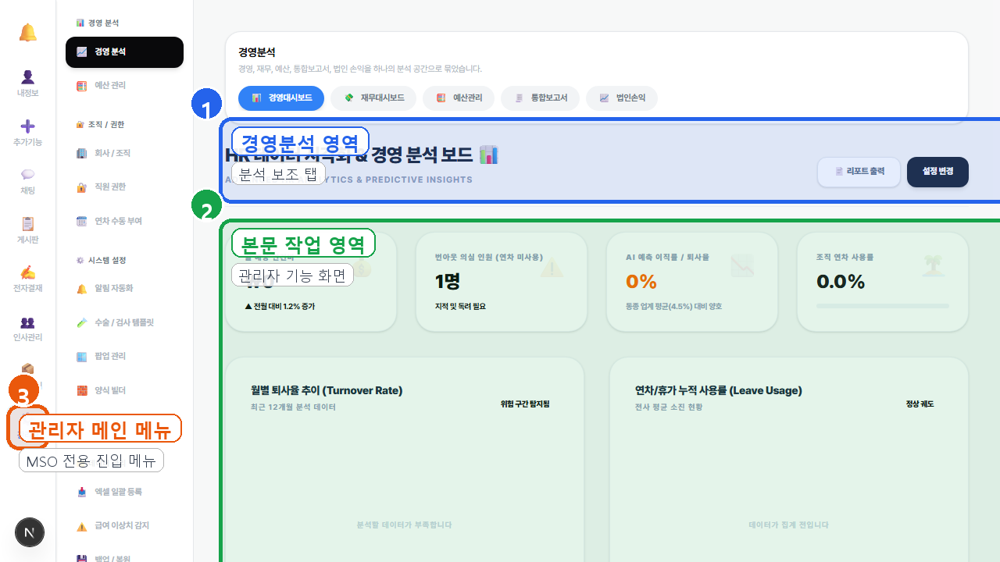 내정보
추가기능
채팅
게시판
전자결재
인사관리
N
경영 분석
경영 분석
예산 관리
조직 / 권한
회사 / 조직
직원 권한
연차 수동 부여
시스템 설정
알림 자동화
수술 / 검사 템플릿
팝업 관리
양식 빌더
엑셀 일괄 등록
급여 이상치 감지
백업 / 복원
3
관리자 메인 메뉴
MSO 전용 진입 메뉴
경영분석
경영, 재무, 예산, 통합보고서, 법인 손익을 하나의 분석 공간으로 묶었습니다.
경영대시보드
재무대시보드
예산관리
통합보고서
법인손익
1
경영분석 영역
분석 보조 탭
& 경영 분석 보드
& PREDICTIVE INSIGHTS
리포트 출력
설정 변경
2
본문 작업 영역
관리자 기능 화면
▲ 전월 대비 1.2% 증가
번아웃 의심 인원 (연차 미사용)
1명
지적 및 독려 필요
AI 예측 이직률 / 퇴사율
0%
동종 업계 평균(4.5%) 대비 양호
조직 연차 사용률
0.0%
월별 퇴사율 추이 (Turnover Rate)
최근 12개월 분석 데이터
위험 구간 탐지됨
분석할 데이터가 부족합니다
연차/휴가 누적 사용률 (Leave Usage)
전사 평균 소진 현황
정상 궤도
데이터가 집계 전입니다